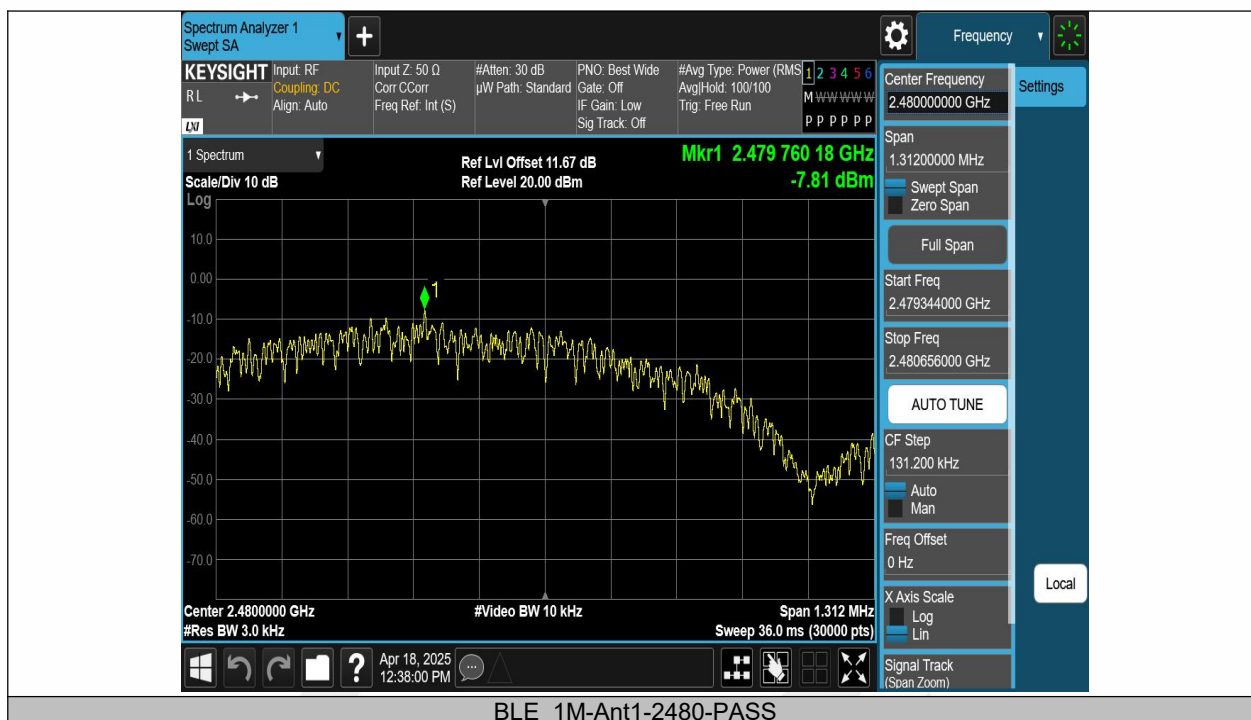 Spectrum Analyzer 1
Swept SA
+
Frequency
KEYSIGHT
RL
LXI
Input: RF
Coupling: DC
Align: Auto
Input Z: 50 Ω
Corr CCorr
Freq Ref: Int (S)
#Atten: 30 dB
µW Path: Standard
PNO: Best Wide
Gate: Off
IF Gain: Low
Sig Track: Off
#Avg Type: Power (RMS
Avg|Hold: 100/100
Trig: Free Run
1 2 3 4 5 6
M W W W W W
P P P P P P
1 Spectrum
Scale/Div 10 dB
Log
Ref Lvl Offset 11.67 dB
Ref Level 20.00 dBm
Mkr1 2.479 760 18 GHz
-7.81 dBm
10.0
0.00
-10.0
-20.0
-30.0
-40.0
-50.0
-60.0
-70.0
1
Center 2.4800000 GHz
#Res BW 3.0 kHz
#Video BW 10 kHz
Span 1.312 MHz
Sweep 36.0 ms (30000 pts)
Center Frequency
2.480000000 GHz
Settings
Span
1.31200000 MHz
Swept Span
Zero Span
Full Span
Start Freq
2.479344000 GHz
Stop Freq
2.480656000 GHz
AUTO TUNE
CF Step
131.200 kHz
Auto
Man
Freq Offset
0 Hz
X Axis Scale
Log
Lin
Local
Signal Track
(Span Zoom)
?
Apr 18, 2025
12:38:00 PM
BLE_1M-Ant1-2480-PASS